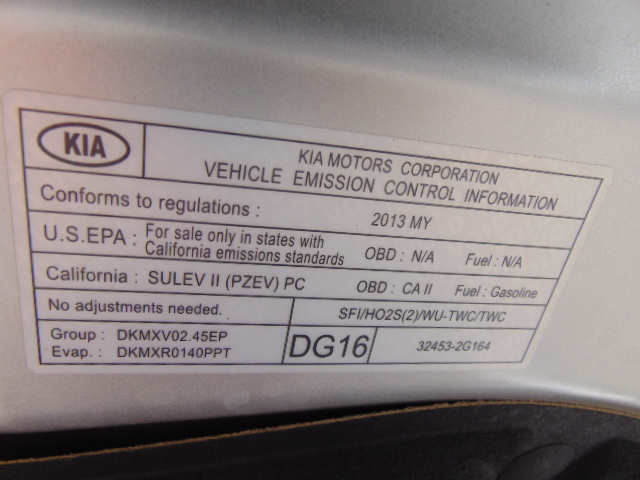 KIA
KIA MOTORS CORPORATION
VEHICLE EMISSION CONTROL INFORMATION
Conforms to regulations : 2013 MY
U.S.EPA : For sale only in states with California emissions standards OBD : N/A Fuel : N/A
California : SULEV II (PZEV) PC OBD : CA II Fuel : Gasoline
No adjustments needed. SFI/HO2S(2)/WU-TWC/TWC
Group : DKMXV02.45EP
Evap. : DKMXR0140PPT
DG16
32453-2G164